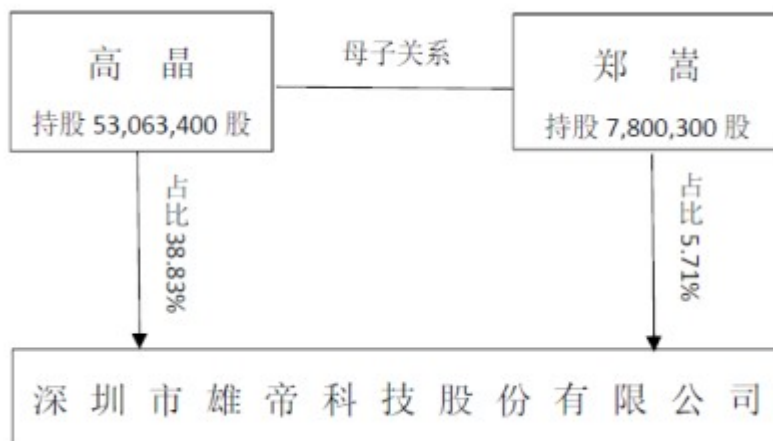 高 晶
持股 53,063,400 股
母子关系
郑 嵩
持股 7,800,300 股
占比 38.83%
占比 5.71%
深 圳 市 雄 帝 科 技 股 份 有 限 公 司